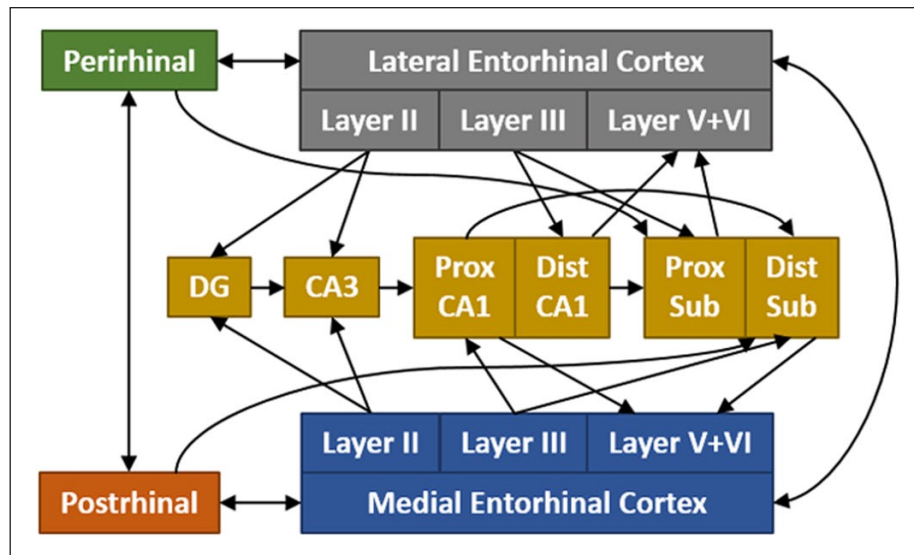 Perirhinal
Lateral Entorhinal Cortex
Layer II
Layer III
Layer V+VI
DG
CA3
Prox
CA1
Dist
CA1
Prox
Sub
Dist
Sub
Layer II
Layer III
Layer V+VI
Postrhinal
Medial Entorhinal Cortex